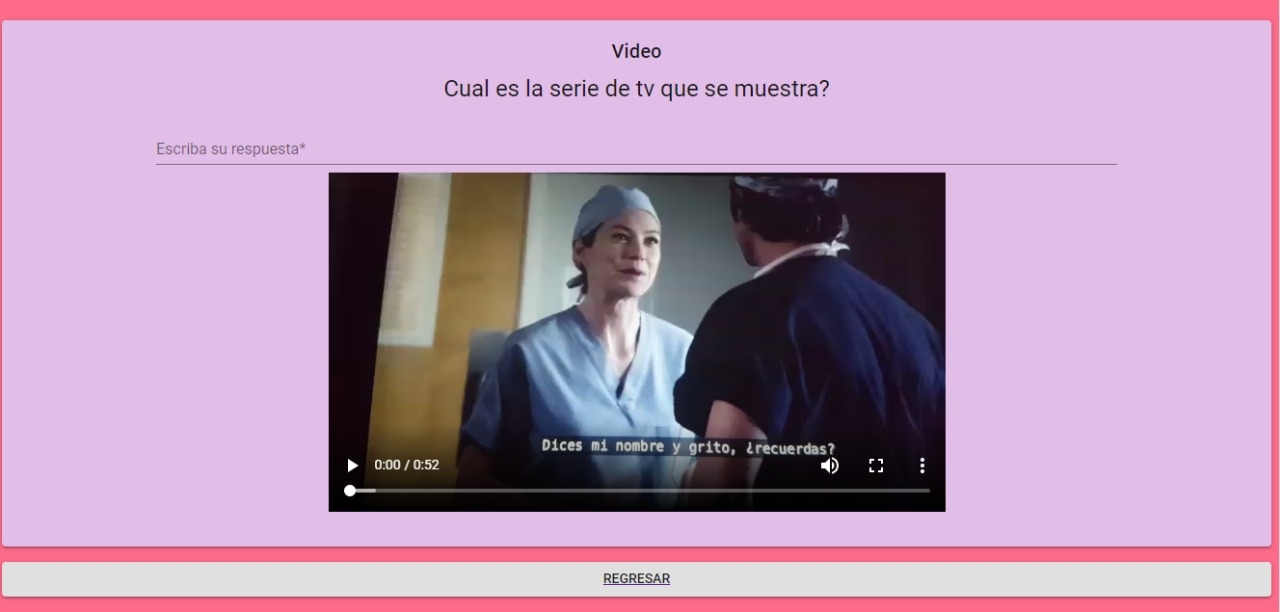 Video
Cual es la serie de tv que se muestra?
Escriba su respuesta*
Dices mi nombre y grito, ¿recuerdas?
0:00 / 0:52
REGRESAR